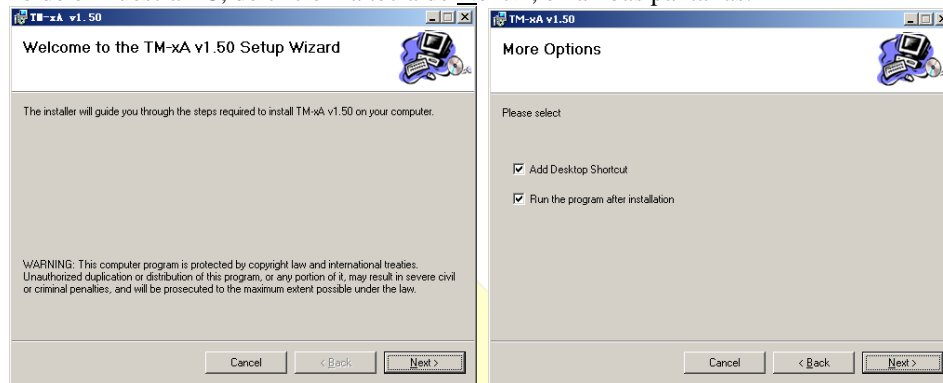 TM-xA v1.50
Welcome to the TM-xA v1.50 Setup Wizard
The installer will guide you through the steps required to install TM-xA v1.50 on your computer.
WARNING: This computer program is protected by copyright law and international treaties.
Unauthorized duplication or distribution of this program, or any portion of it, may result in severe civil
or criminal penalties, and will be prosecuted to the maximum extent possible under the law.
Cancel
< Back
Next >
TM-xA v1.50
More Options
Please select
Add Desktop Shortcut
Run the program after installation
Cancel
< Back
Next >